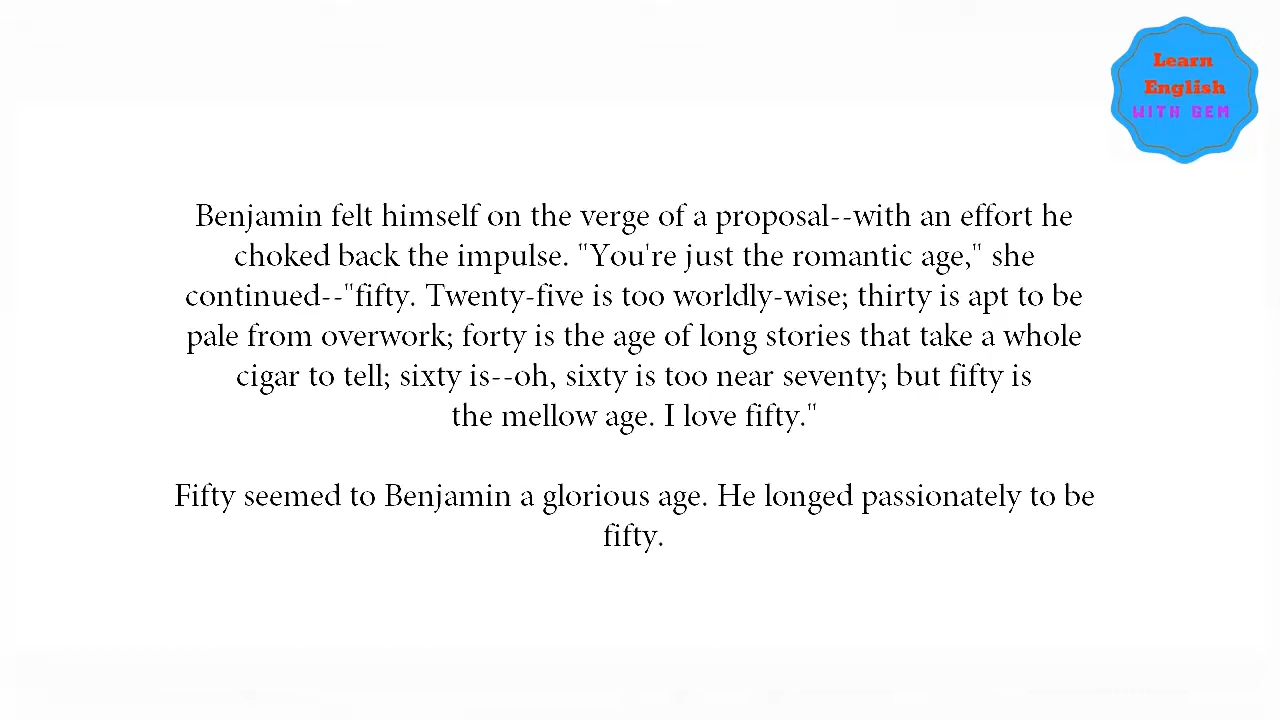 Learn
English
WITH GEM
Benjamin felt himself on the verge of a proposal--with an effort he
choked back the impulse. "You're just the romantic age," she
continued--"fifty. Twenty-five is too worldly-wise; thirty is apt to be
pale from overwork; forty is the age of long stories that take a whole
cigar to tell; sixty is--oh, sixty is too near seventy; but fifty is
the mellow age. I love fifty."
Fifty seemed to Benjamin a glorious age. He longed passionately to be
fifty.